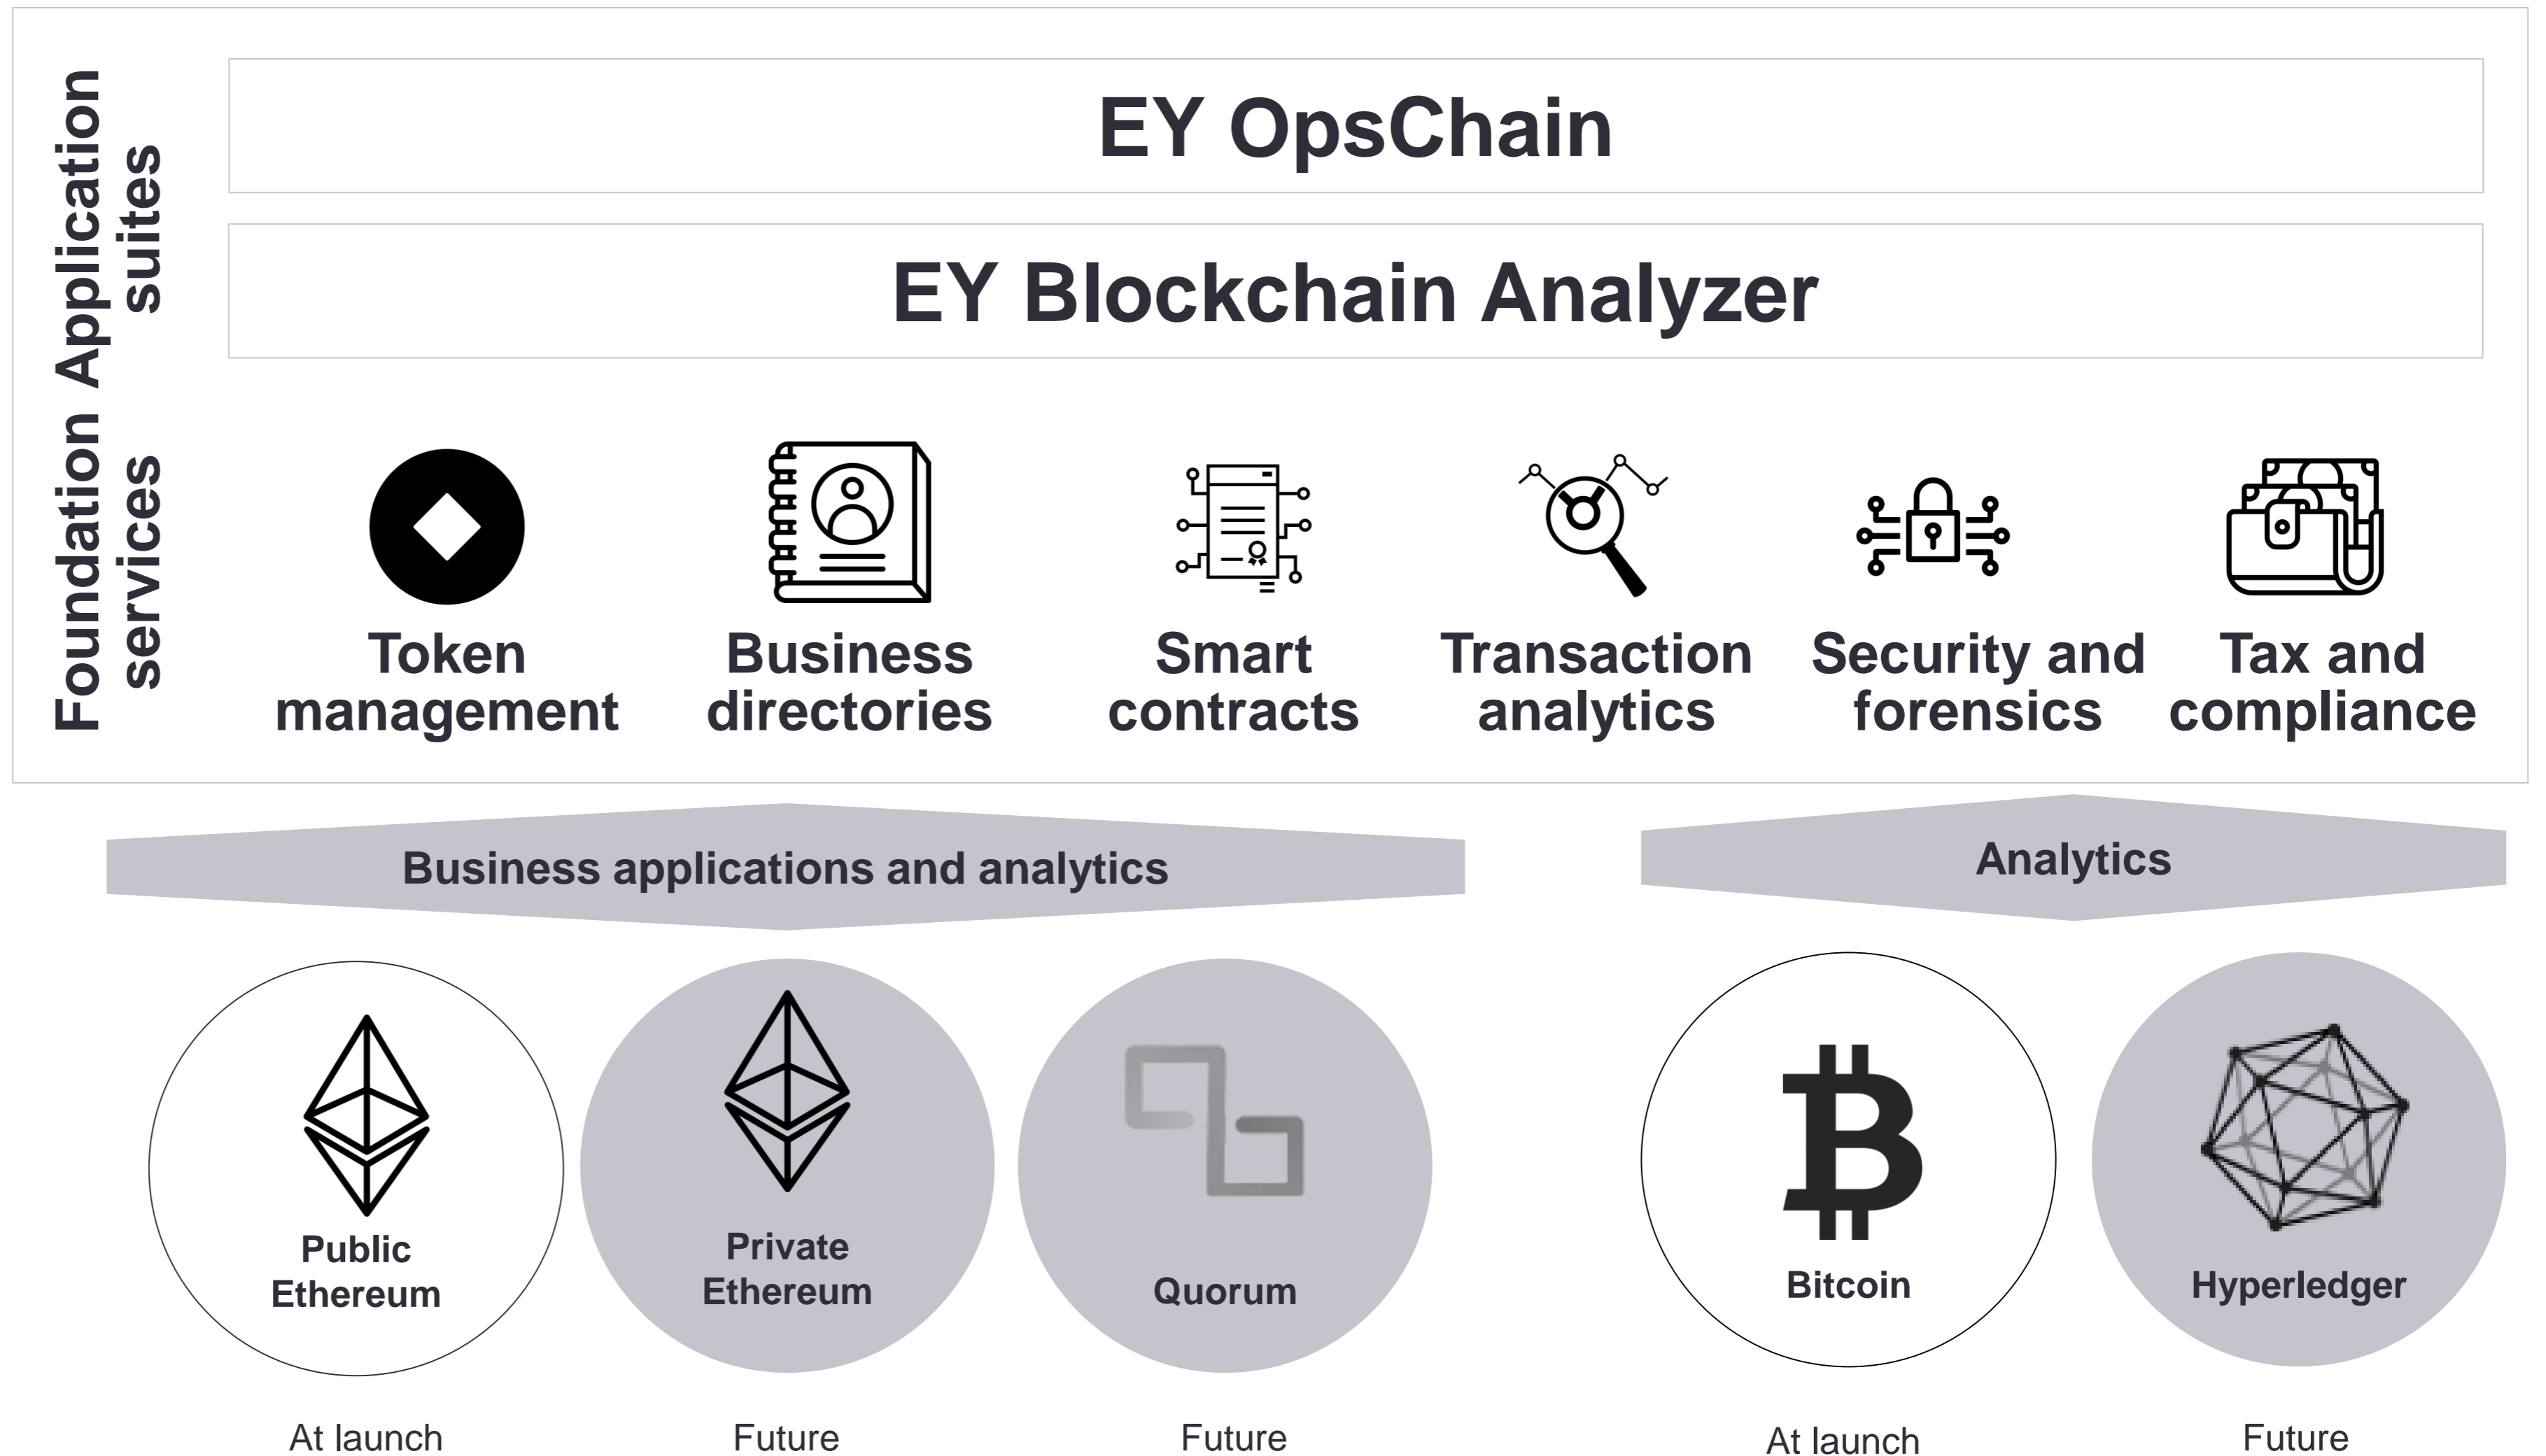 Application
suites
EY OpsChain
EY Blockchain Analyzer
Foundation
services
Token
management
Business
directories
Smart
contracts
Transaction
analytics
Security and
forensics
Tax and
compliance
Business applications and analytics
Analytics
Public
Ethereum
Private
Ethereum
Quorum
Bitcoin
Hyperledger
At launch
Future
Future
At launch
Future